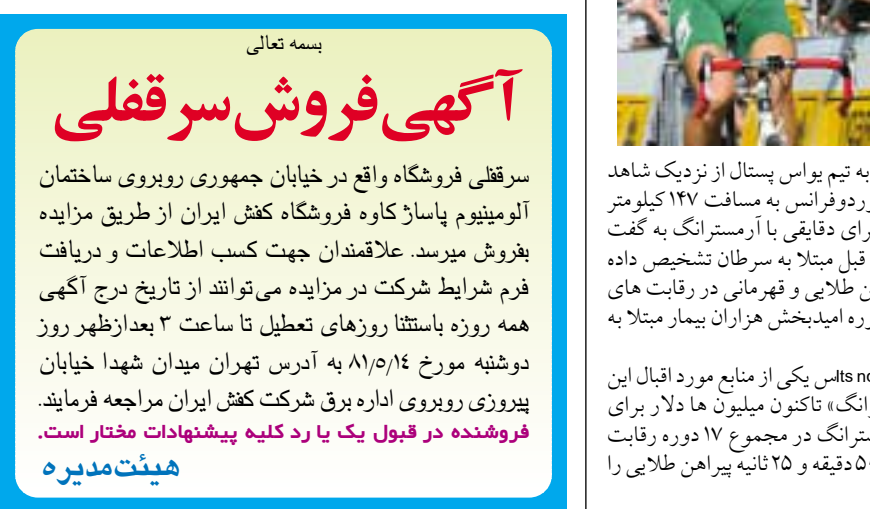 بسمه تعالی
آگهی فروش سرقفلی
سرقفلی فروشگاه واقع در خیابان جمهوری روبروی ساختمان
آلومینیوم پاساژ کاوه فروشگاه کفش ایران از طریق مزایده
بفروش میرسد. علاقمندان جهت کسب اطلاعات و دریافت
فرم شرایط شرکت در مزایده می‌توانند از تاریخ درج آگهی
همه روزه باستثنا روزهای تعطیل تا ساعت ۳ بعدازظهر روز
دوشنبه مورخ ۸۱/۵/۱۴ به آدرس تهران میدان شهدا خیابان
پیروزی روبروی اداره برق شرکت کفش ایران مراجعه فرمایند.
فروشنده در قبول یک یا رد کلیه پیشنهادات مختار است.
هیئت‌مدیره
به تیم یواس پستال از نزدیک شاهد
وردوفرانس به مسافت ۱۴۷ کیلومتر
رای دقایقی با آرمسترانگ به گفت
قبل مبتلا به سرطان تشخیص داده
ن طلایی و قهرمانی در رقابت های
وره امیدبخش هزاران بیمار مبتلا به
Its noس یکی از منابع مورد اقبال این
رانگ» تاکنون میلیون ها دلار برای
سترانگ در مجموع ۱۷ دوره رقابت
۵۰ دقیقه و ۲۵ ثانیه پیراهن طلایی را